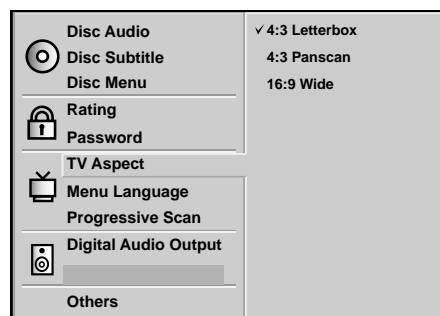 Disc Audio
Disc Subtitle
Disc Menu
Rating
Password
TV Aspect
Menu Language
Progressive Scan
Digital Audio Output
Others
✓ 4:3 Letterbox
4:3 Panscan
16:9 Wide